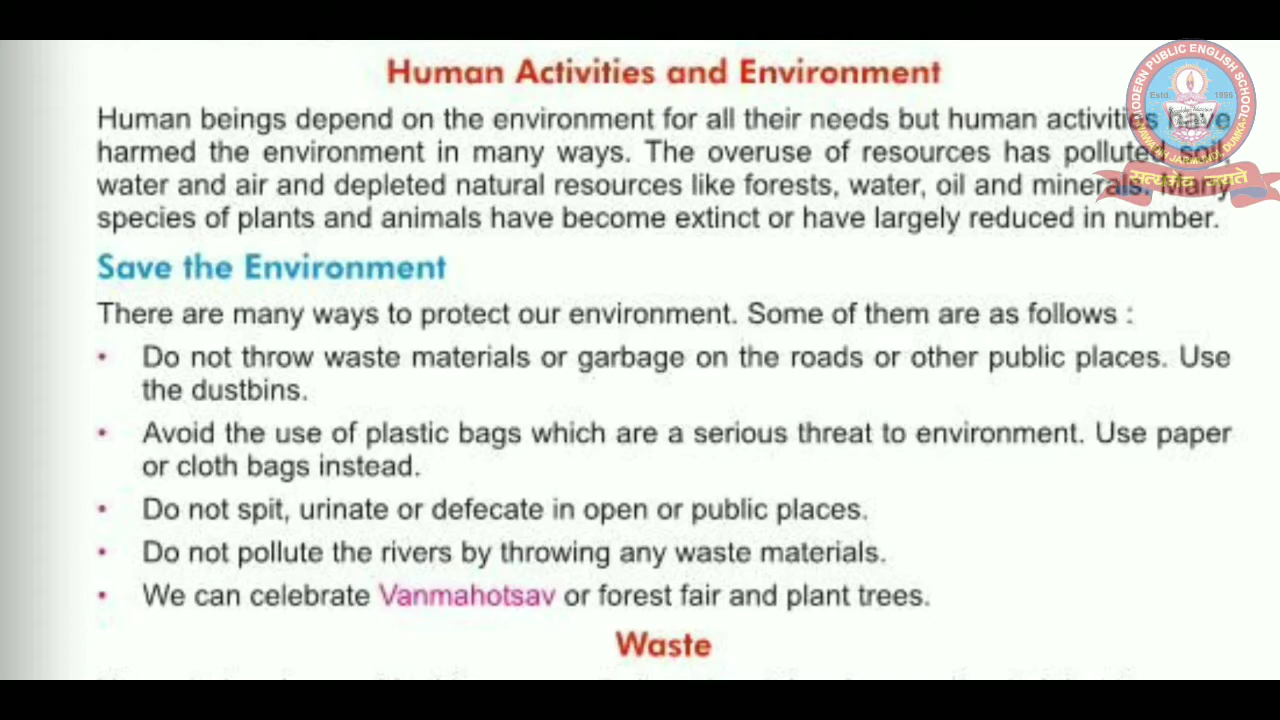 Human Activities and Environment
Human beings depend on the environment for all their needs but human activities have
harmed the environment in many ways. The overuse of resources has polluted soil,
water and air and depleted natural resources like forests, water, oil and minerals. Many
species of plants and animals have become extinct or have largely reduced in number.
Save the Environment
There are many ways to protect our environment. Some of them are as follows :
• Do not throw waste materials or garbage on the roads or other public places. Use
the dustbins.
• Avoid the use of plastic bags which are a serious threat to environment. Use paper
or cloth bags instead.
• Do not spit, urinate or defecate in open or public places.
• Do not pollute the rivers by throwing any waste materials.
• We can celebrate Vanmahotsav or forest fair and plant trees.
Waste
MODERN PUBLIC ENGLISH SCHOOL
Estd. 1996
JARMUNDI, DUMKA